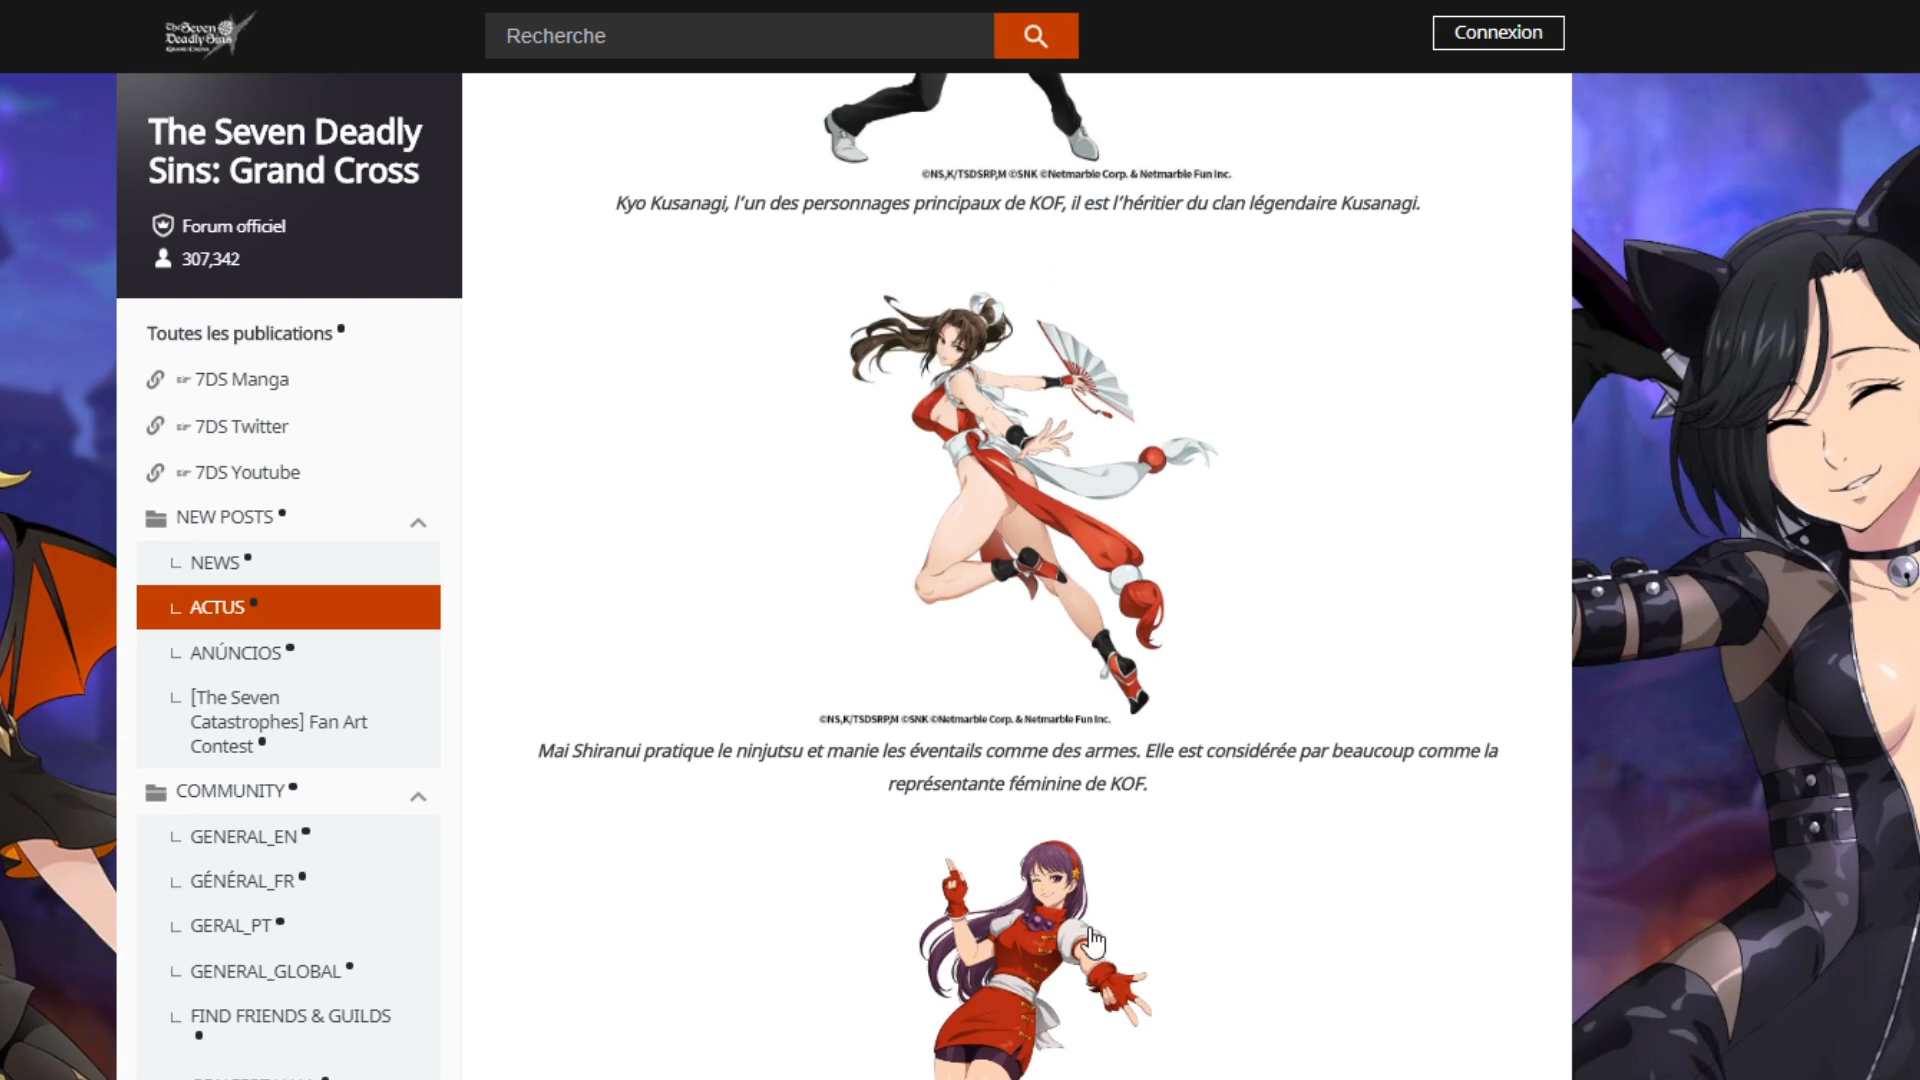 The Seven
Deadly Sins
GRAND CROSS
Recherche
Connexion
The Seven Deadly
Sins: Grand Cross
Forum officiel
307,342
Toutes les publications
☞ 7DS Manga
☞ 7DS Twitter
☞ 7DS Youtube
NEW POSTS
NEWS
ACTUS
ANÚNCIOS
[The Seven
Catastrophes] Fan Art
Contest
COMMUNITY
GENERAL_EN
GÉNÉRAL_FR
GERAL_PT
GENERAL_GLOBAL
FIND FRIENDS & GUILDS
©NS,K/TSDSRP,M ©SNK ©Netmarble Corp. & Netmarble Fun Inc.
Kyo Kusanagi, l’un des personnages principaux de KOF, il est l’héritier du clan légendaire Kusanagi.
©NS,K/TSDSRP,M ©SNK ©Netmarble Corp. & Netmarble Fun Inc.
Mai Shiranui pratique le ninjutsu et manie les éventails comme des armes. Elle est considérée par beaucoup comme la
représentante féminine de KOF.